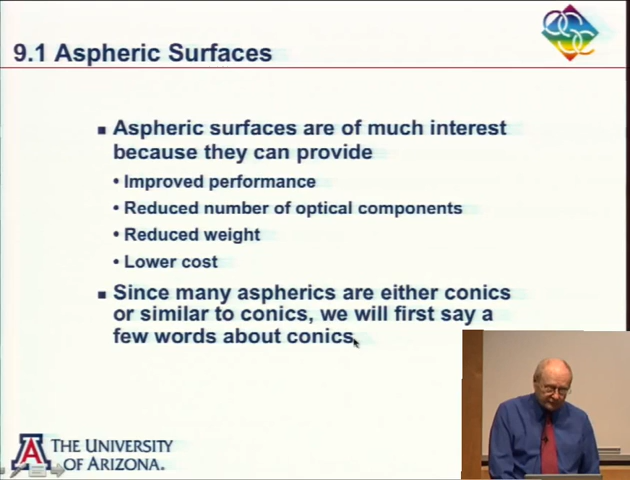 9.1 Aspheric Surfaces
Aspheric surfaces are of much interest
because they can provide
• Improved performance
• Reduced number of optical components
• Reduced weight
• Lower cost
Since many aspherics are either conics
or similar to conics, we will first say a
few words about conics.
THE UNIVERSITY
OF ARIZONA.